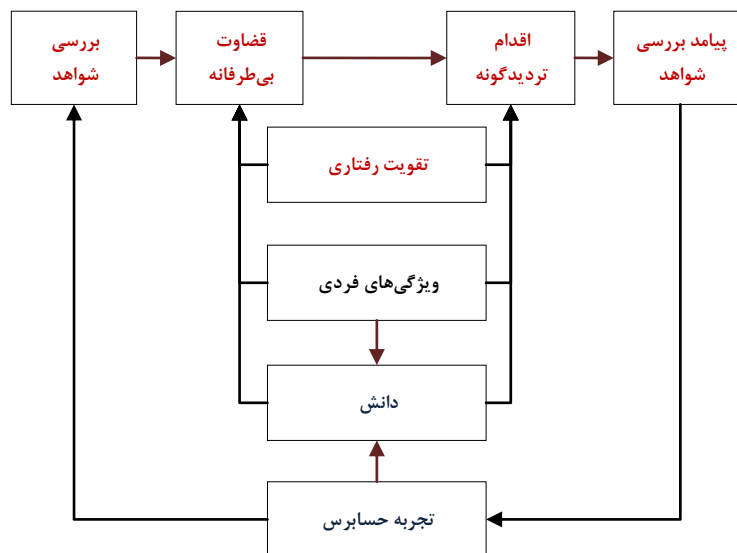 بررسی
شواهد
قضاوت
بی‌طرفانه
اقدام
تردیدگونه
پیامد بررسی
شواهد
تقویت رفتاری
ویژگی‌های فردی
دانش
تجربه حسابرس